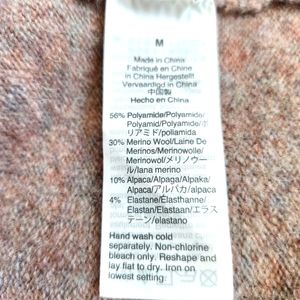 M
Made in China
Fabriqué en Chine
in China Hergestellt
Vervaardigd in China
中国製
Hecho en China
56% Polyamide/Polyamide/
Polyamid/Polyamide/ポ
リアミド/poliamida
30% Merino Wool/Laine De
Merinos/Merinowolle/
Merinowol/メリノウー
ル/lana merino
10% Alpaca/Alpaga/Alpaka/
Alpaca/アルパカ/alpaca
4% Elastane/Élasthanne/
Elastan/Elastaan/エラス
テーン/elastano
Hand wash cold
separately. Non-chlorine
bleach only. Reshape and
lay flat to dry. Iron on
lowest setting.